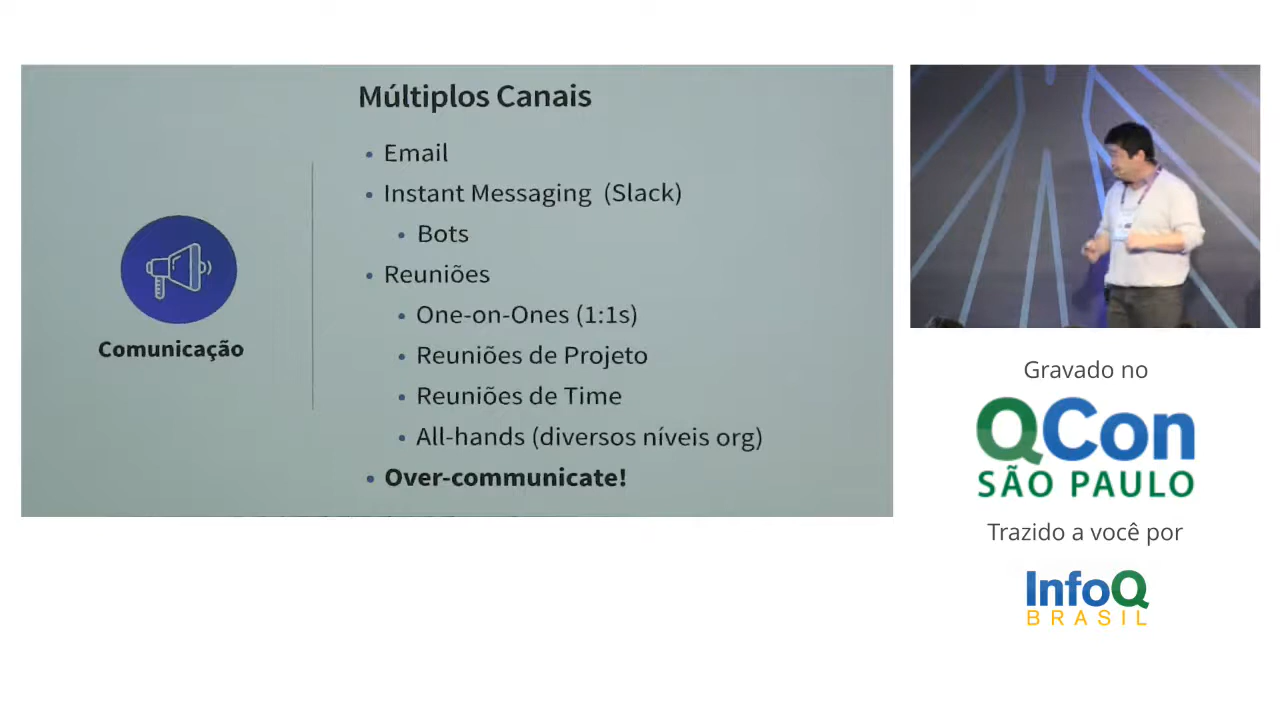 Múltiplos Canais
• Email
• Instant Messaging (Slack)
• Bots
• Reuniões
• One-on-Ones (1:1s)
• Reuniões de Projeto
• Reuniões de Time
• All-hands (diversos níveis org)
• Over-communicate!
Comunicação
Gravado no
QCon
SÃO PAULO
Trazido a você por
InfoQ
BRASIL